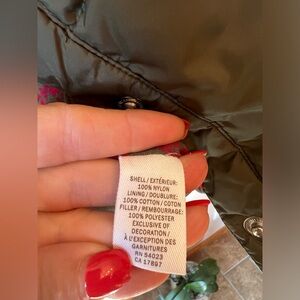 SHELL / EXTÉRIEUR:
100% NYLON
LINING / DOUBLURE:
100% COTTON / COTON
FILLER / REMBOURRAGE:
100% POLYESTER
EXCLUSIVE OF
DECORATION /
À L'EXCEPTION DES
GARNITURES
RN 54023
CA 17897